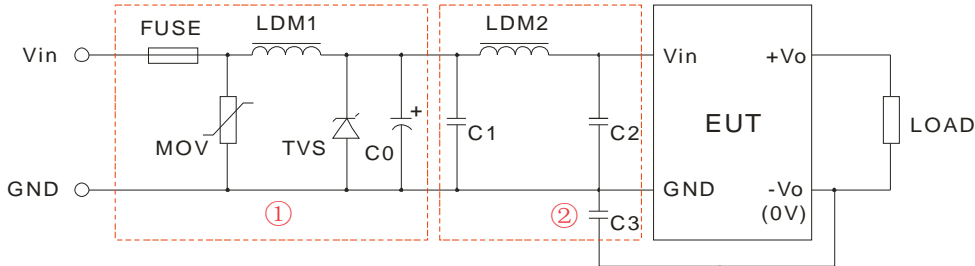 FUSE
LDM1
LDM2
Vin
Vin
+Vo
MOV
TVS
C0
+
C1
C2
EUT
LOAD
GND
GND
-Vo
(0V)
①
②
C3